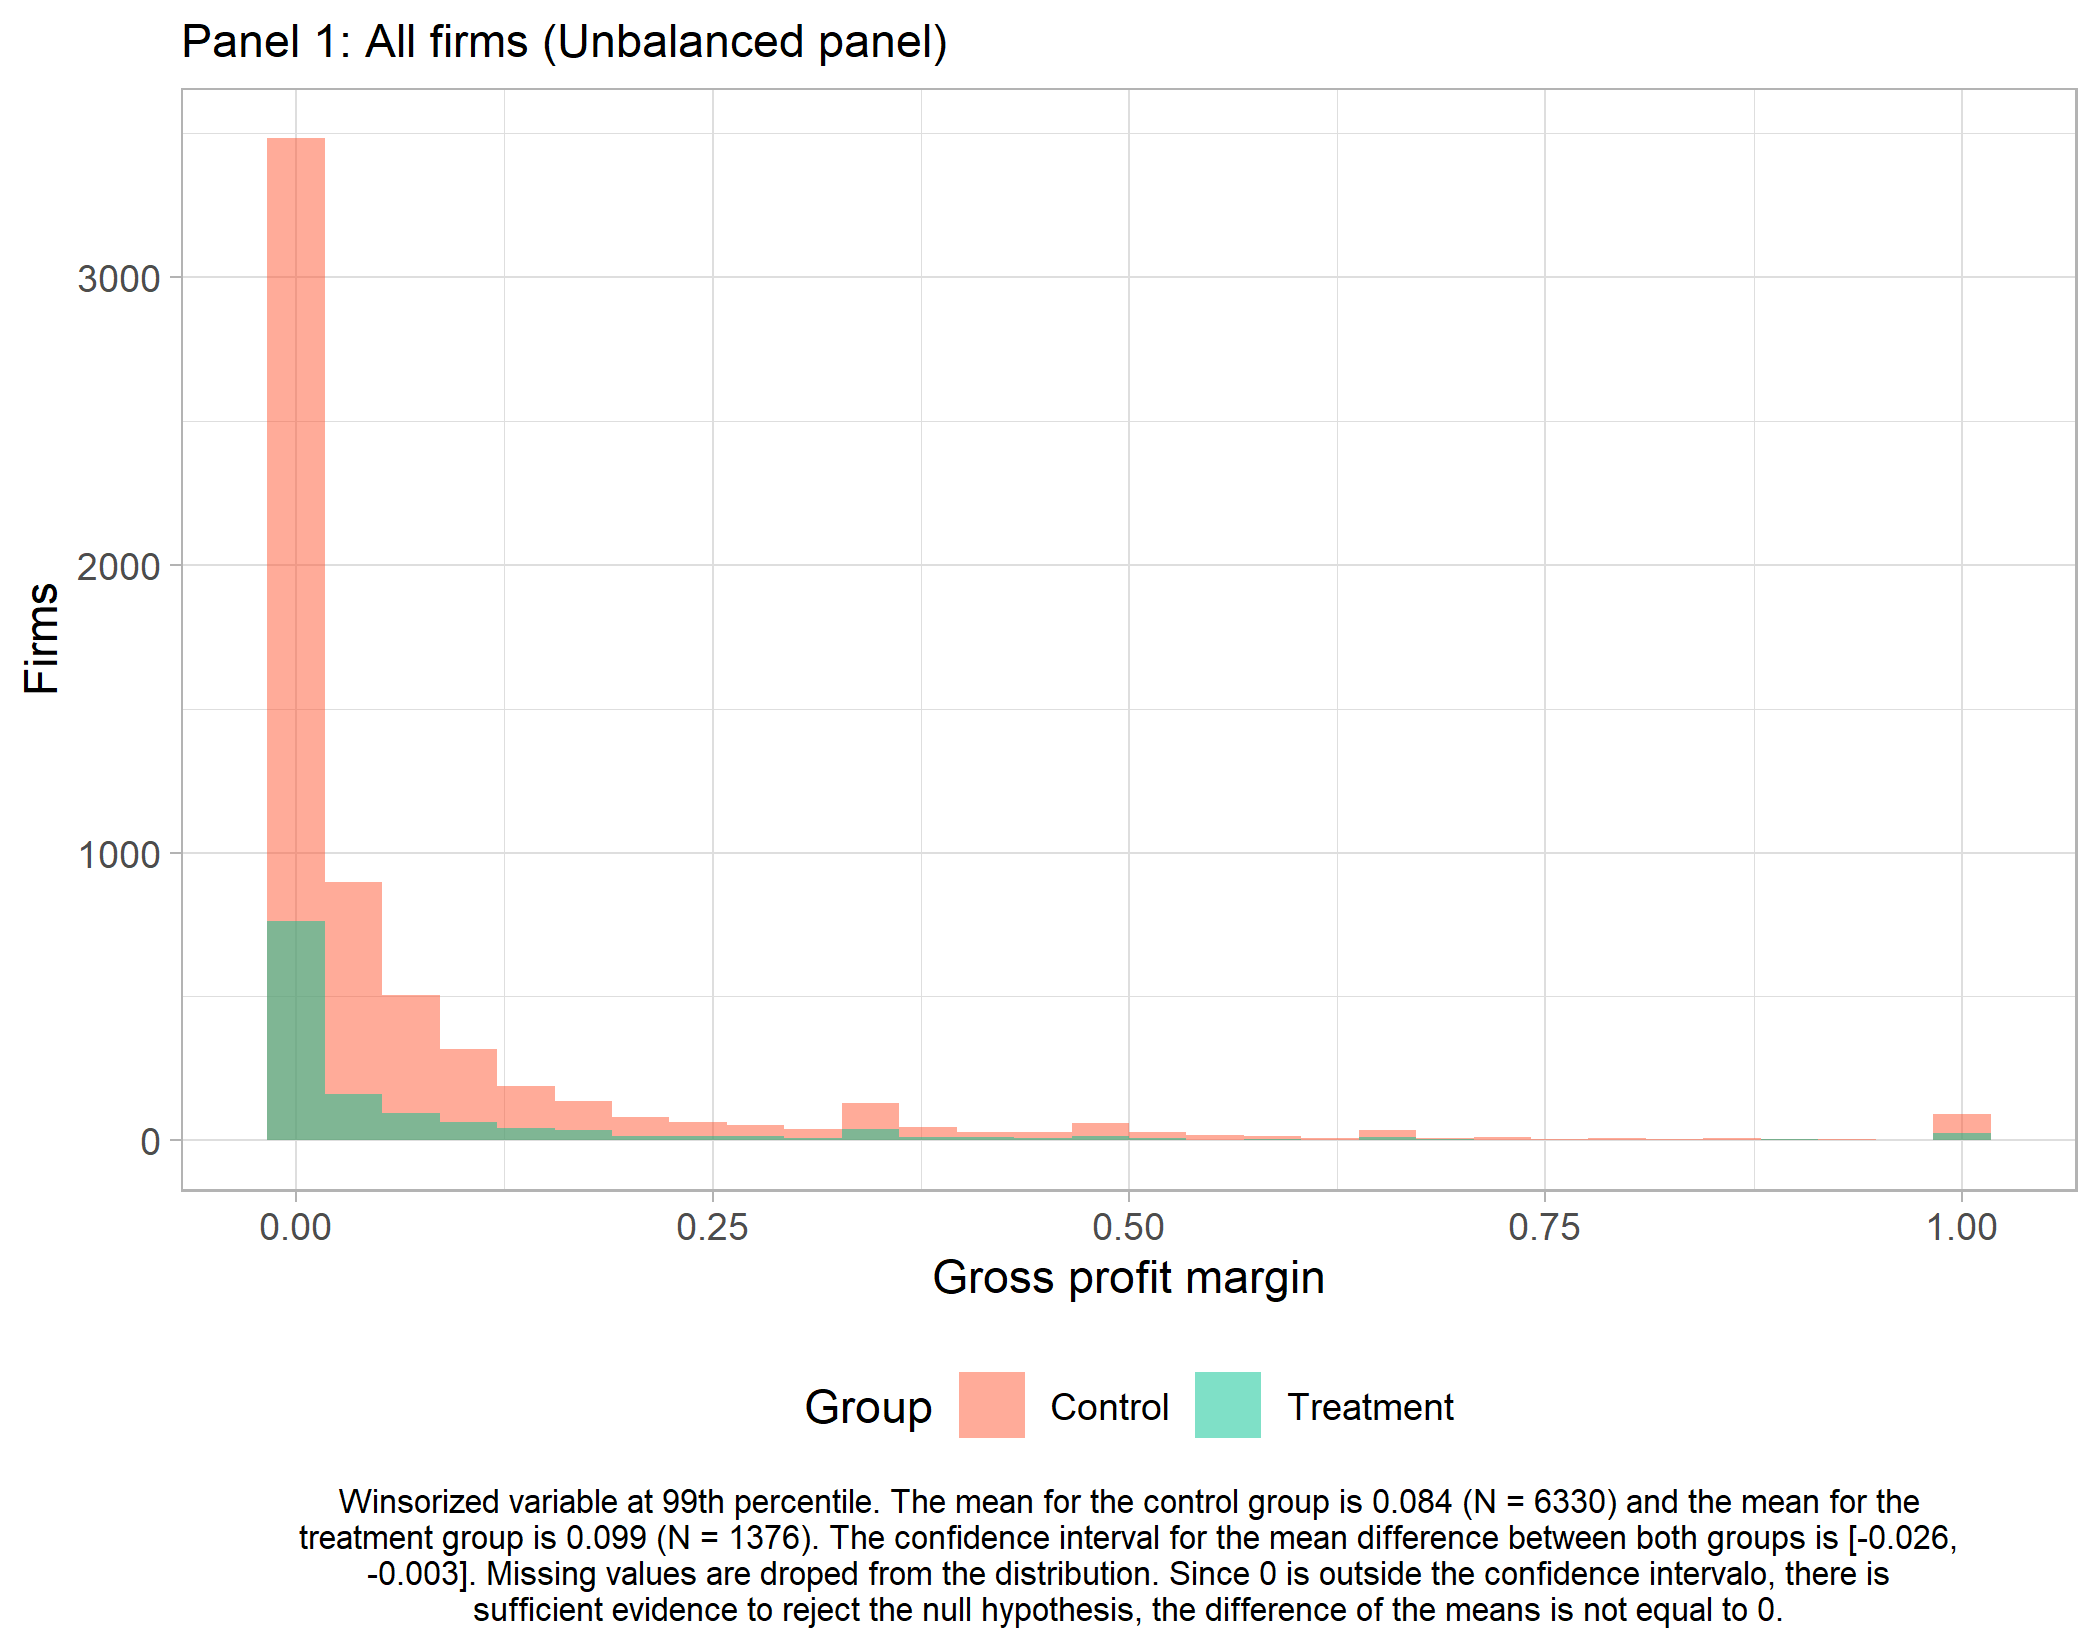 Panel 1: All firms (Unbalanced panel)
3000
2000
1000
0
Firms
0.00 0.25 0.50 0.75 1.00
Gross profit margin
Group Control Treatment
Winsorized variable at 99th percentile. The mean for the control group is 0.084 (N = 6330) and the mean for the
treatment group is 0.099 (N = 1376). The confidence interval for the mean difference between both groups is [-0.026,
-0.003]. Missing values are droped from the distribution. Since 0 is outside the confidence intervalo, there is
sufficient evidence to reject the null hypothesis, the difference of the means is not equal to 0.